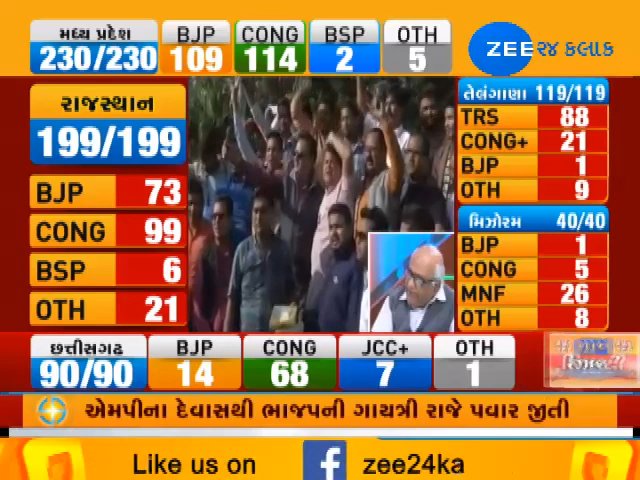 મધ્ય પ્રદેશ BJP CONG BSP OTH
230/230 109 114 2 5
ZEE ૨૪ કલાક
રાજસ્થાન
199/199
BJP 73
CONG 99
BSP 6
OTH 21
તેલંગાણા 119/119
TRS 88
CONG+ 21
BJP 1
OTH 9
મિઝોરમ 40/40
BJP 1
CONG 5
MNF 26
OTH 8
છત્તીસગઢ BJP CONG JCC+ OTH
90/90 14 68 7 1
એમપીના દેવાસથી ભાજપની ગાયત્રી રાજે પવાર જીતી
Like us on f zee24ka